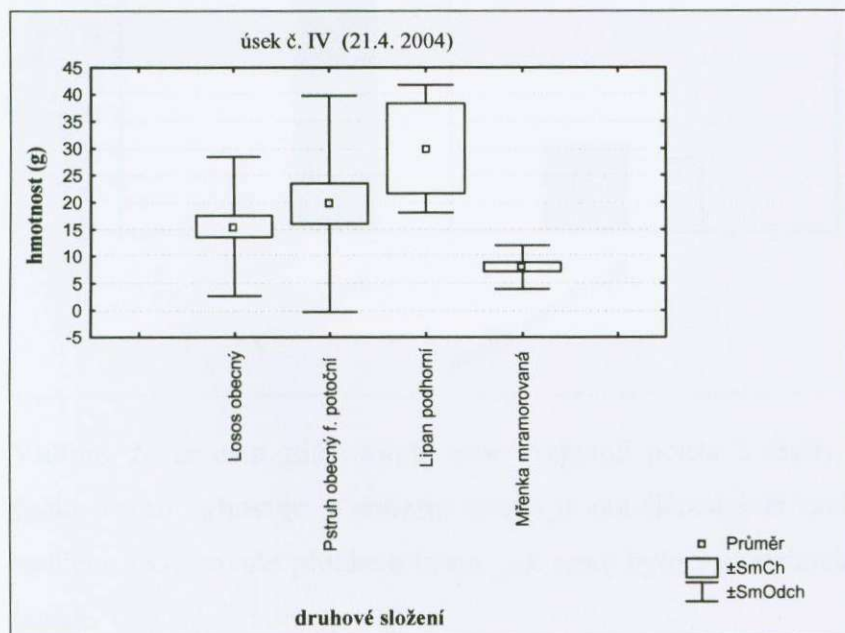 úsek č. IV (21.4. 2004)
hmotnost (g)
45
40
35
30
25
20
15
10
5
0
-5
Losos obecný
Pstruh obecný f. potoční
Lipan podhorní
Mřenka mramorovaná
Průměr
±SmCh
±SmOdch
druhové složení